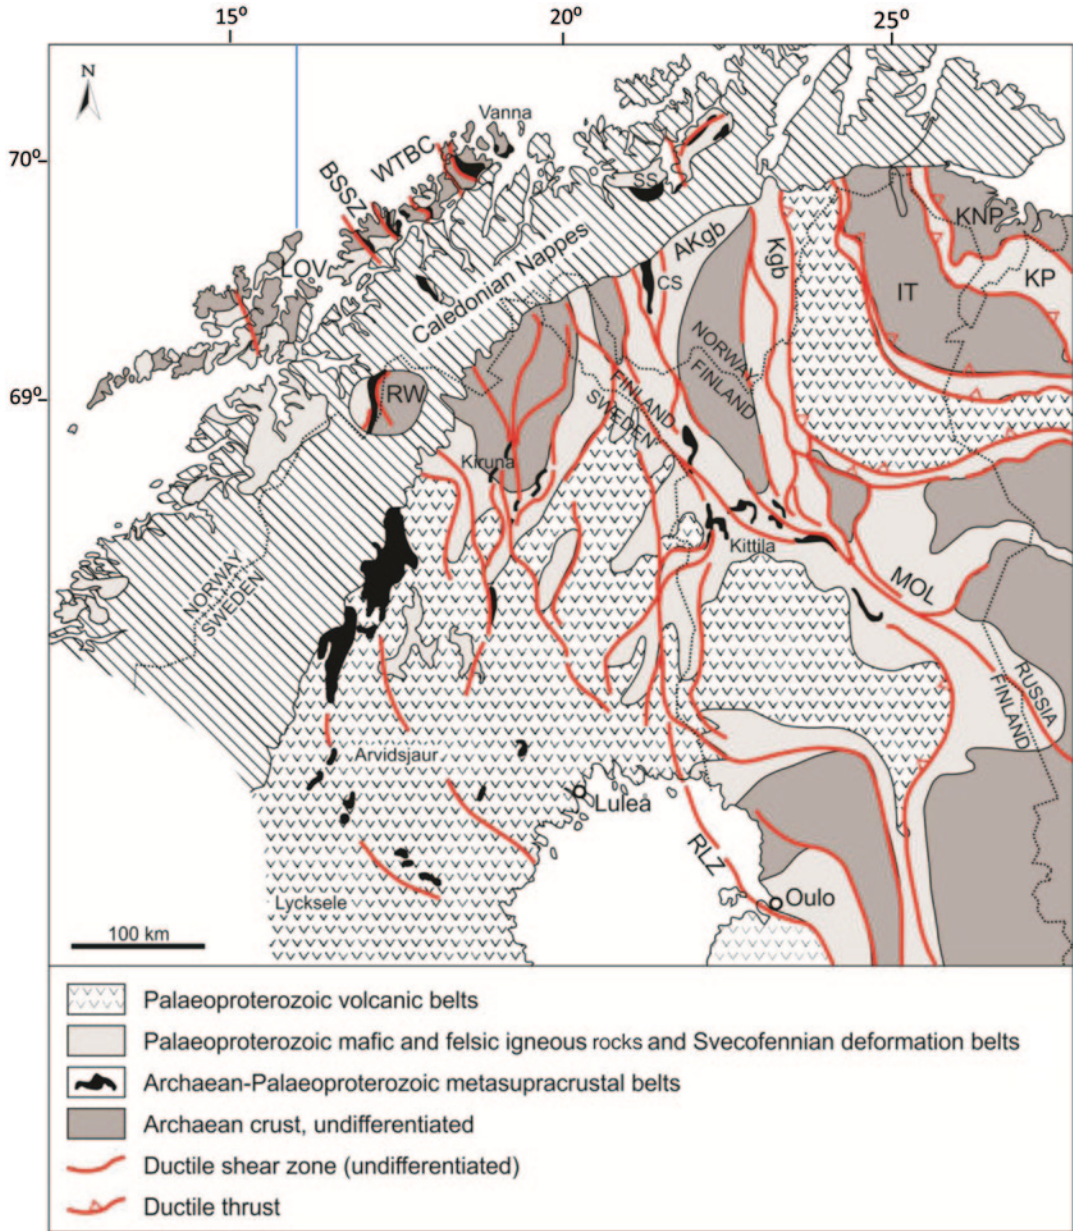 15º 20º 25º
N
Vanna
70º
WTBC
BSSZ
SS
KNP
AKgb
Kgb
LOV
KP
CS
IT
Caledonian Nappes
NORWAY
FINLAND
RW
69º
FINLAND
SWEDEN
Kiruna
Kittila
NORWAY
SWEDEN
MOL
RUSSIA
FINLAND
Arvidsjaur
Luleå
RLZ
Oulo
Lycksele
100 km
Palaeoproterozoic volcanic belts
Palaeoproterozoic mafic and felsic igneous rocks and Svecofennian deformation belts
Archaean-Palaeoproterozoic metasupracrustal belts
Archaean crust, undifferentiated
Ductile shear zone (undifferentiated)
Ductile thrust